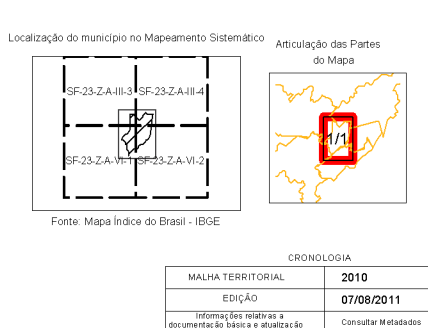 Localização do município no Mapeamento Sistemático
Articulação das Partes
do Mapa
SF-23-Z-A-III-3 SF-23-Z-A-III-4
1/1
SF-23-Z-A-VI-1 SF-23-Z-A-VI-2
Fonte: Mapa Índice do Brasil - IBGE
CRONOLOGIA
MALHA TERRITORIAL 2010
EDIÇÃO 07/08/2011
Informações relativas a
documentação básica e atualização Consultar Metadados